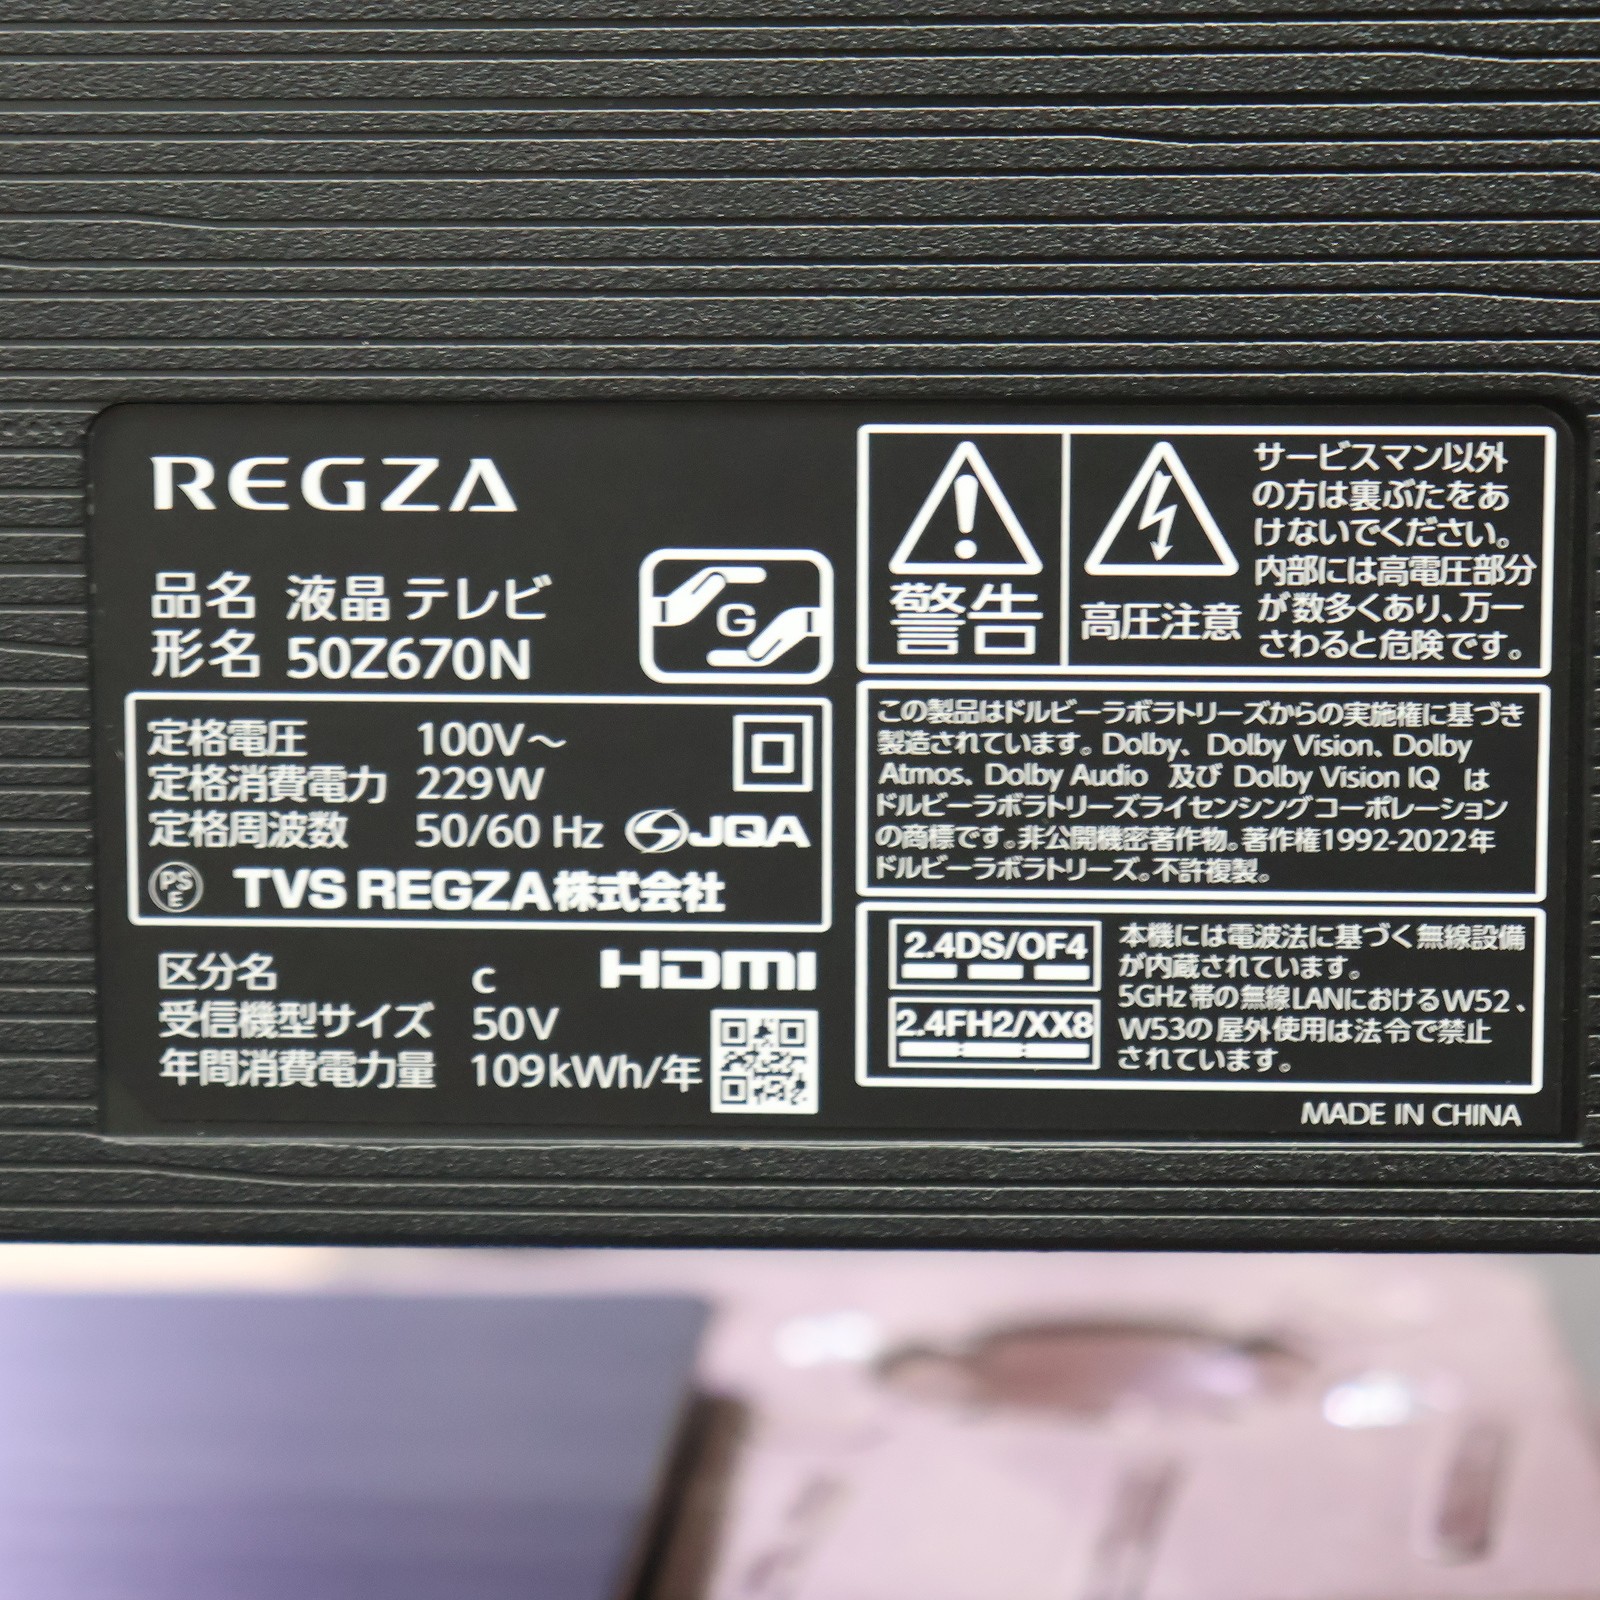 REGZA
品名 液晶テレビ
形名 50Z670N
G
定格電圧 100V～
定格消費電力 229W
定格周波数 50/60 Hz
JQA
PS
E
TVS REGZA株式会社
区分名 c
HDMI
受信機型サイズ 50V
年間消費電力量 109kWh/年
警告
高圧注意
サービスマン以外
の方は裏ぶたをあ
けないでください。
内部には高電圧部分
が数多くあり、万一
さわると危険です。
この製品はドルビーラボラトリーズからの実施権に基づき
製造されています。Dolby、Dolby Vision、Dolby
Atmos、Dolby Audio 及び Dolby Vision IQ は
ドルビーラボラトリーズライセンシングコーポレーション
の商標です。非公開機密著作物。著作権1992-2022年
ドルビーラボラトリーズ。不許複製。
2.4DS/OF4
2.4FH2/XX8
本機には電波法に基づく無線設備
が内蔵されています。
5GHz帯の無線LANにおけるW52、
W53の屋外使用は法令で禁止
されています。
MADE IN CHINA